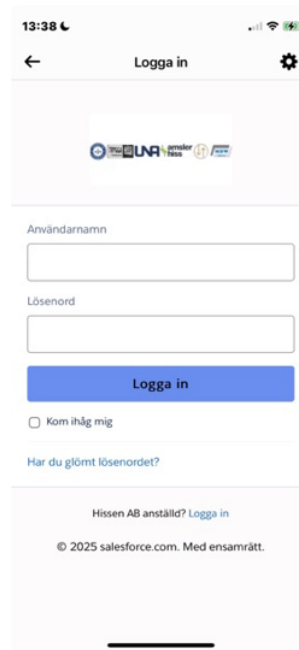 13:38
Logga in
UNA amsler
hiss
Användarnamn
Lösenord
Logga in
Kom ihåg mig
Har du glömt lösenordet?
Hissen AB anställd? Logga in
© 2025 salesforce.com. Med ensamrätt.